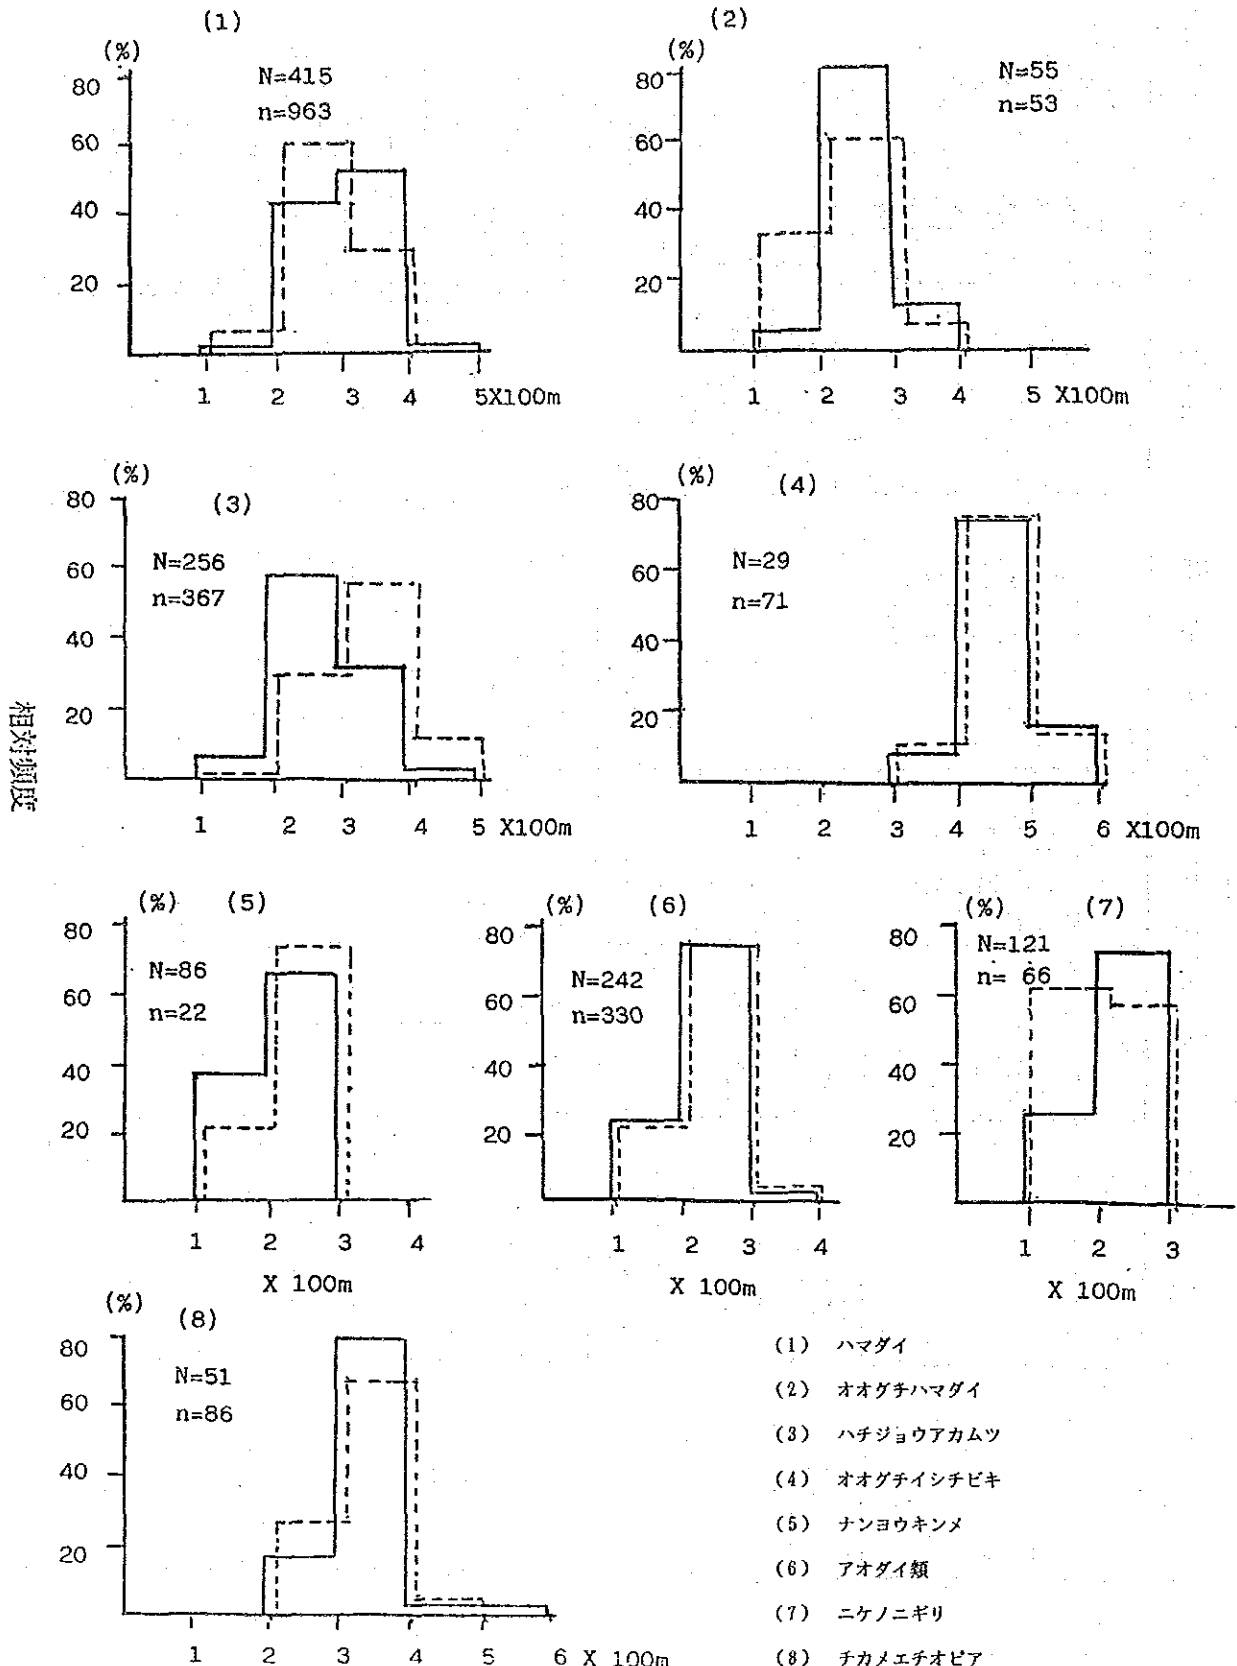 (1)
(%)
N=415
n=963
80
60
40
20
1 2 3 4 5X100m
(2)
(%)
N=55
n=53
80
60
40
20
1 2 3 4 5 X100m
(%)
(3)
80
N=256
60
n=367
40
20
1 2 3 4 5 X100m
(%)
(4)
80
N=29
60
n=71
40
20
1 2 3 4 5 6 X100m
相対頻度
(%) (5)
80
N=86
60
n=22
40
20
1 2 3 4
X 100m
(%) (6)
80
N=242
60
n=330
40
20
1 2 3 4
X 100m
(%) (7)
80
N=121
n= 66
60
40
20
1 2 3
X 100m
(%)
(8)
80
N=51
60
n=86
40
20
1 2 3 4 5 6 X 100m
(1) ハマダイ
(2) オオグチハマダイ
(3) ハチジョウアカムツ
(4) オオグチイシチビキ
(5) ナンヨウキンメ
(6) アオダイ類
(7) ニケノニギリ
(8) チカメエチオピア